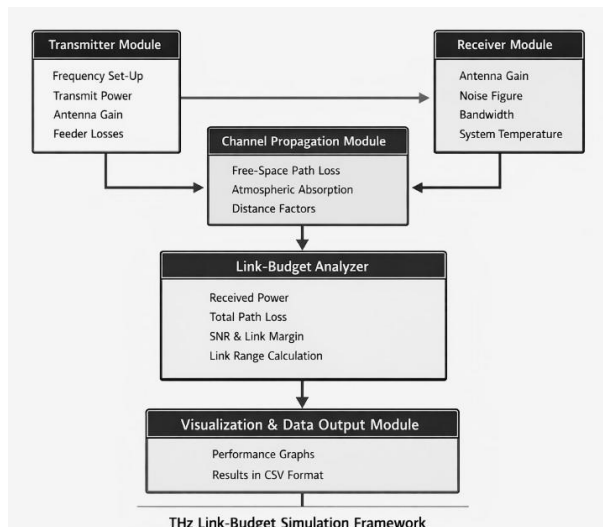 Transmitter Module
Frequency Set-Up
Transmit Power
Antenna Gain
Feeder Losses
Receiver Module
Antenna Gain
Noise Figure
Bandwidth
System Temperature
Channel Propagation Module
Free-Space Path Loss
Atmospheric Absorption
Distance Factors
Link-Budget Analyzer
Received Power
Total Path Loss
SNR & Link Margin
Link Range Calculation
Visualization & Data Output Module
Performance Graphs
Results in CSV Format
THz Link-Budget Simulation Framework